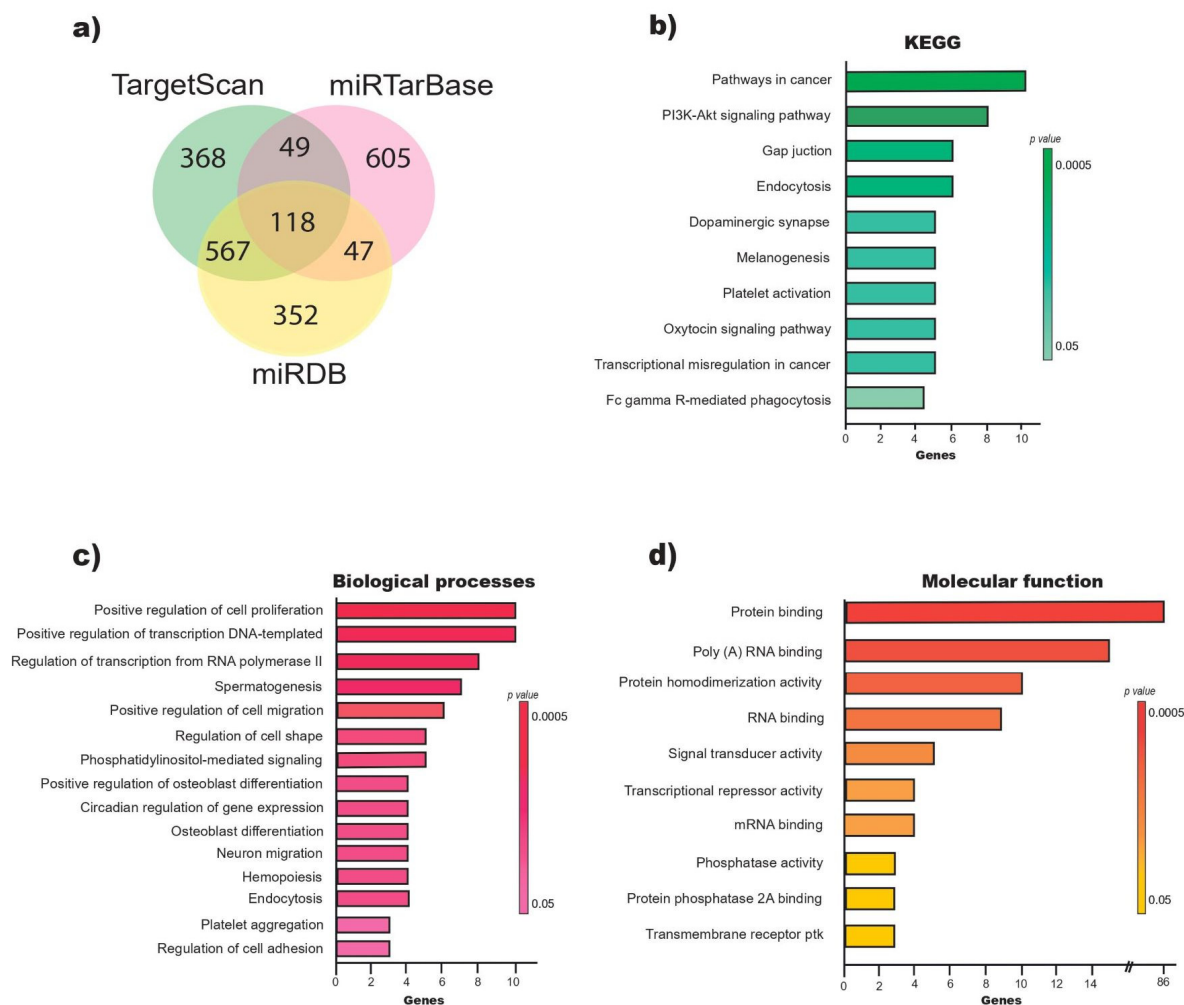 a)
TargetScan
miRTarBase
368
49
605
118
567
47
352
miRDB
b)
KEGG
Pathways in cancer
PI3K-Akt signaling pathway
Gap juction
Endocytosis
Dopaminergic synapse
Melanogenesis
Platelet activation
Oxytocin signaling pathway
Transcriptional misregulation in cancer
Fc gamma R-mediated phagocytosis
0 2 4 6 8 10
Genes
p value
0.0005
0.05
c)
Biological processes
Positive regulation of cell proliferation
Positive regulation of transcription DNA-templated
Regulation of transcription from RNA polymerase II
Spermatogenesis
Positive regulation of cell migration
Regulation of cell shape
Phosphatidylinositol-mediated signaling
Positive regulation of osteoblast differentiation
Circadian regulation of gene expression
Osteoblast differentiation
Neuron migration
Hemopoiesis
Endocytosis
Platelet aggregation
Regulation of cell adhesion
0 2 4 6 8 10
Genes
p value
0.0005
0.05
d)
Molecular function
Protein binding
Poly (A) RNA binding
Protein homodimerization activity
RNA binding
Signal transducer activity
Transcriptional repressor activity
mRNA binding
Phosphatase activity
Protein phosphatase 2A binding
Transmembrane receptor ptk
0 2 4 6 8 10 12 14 // 86
Genes
p value
0.0005
0.05